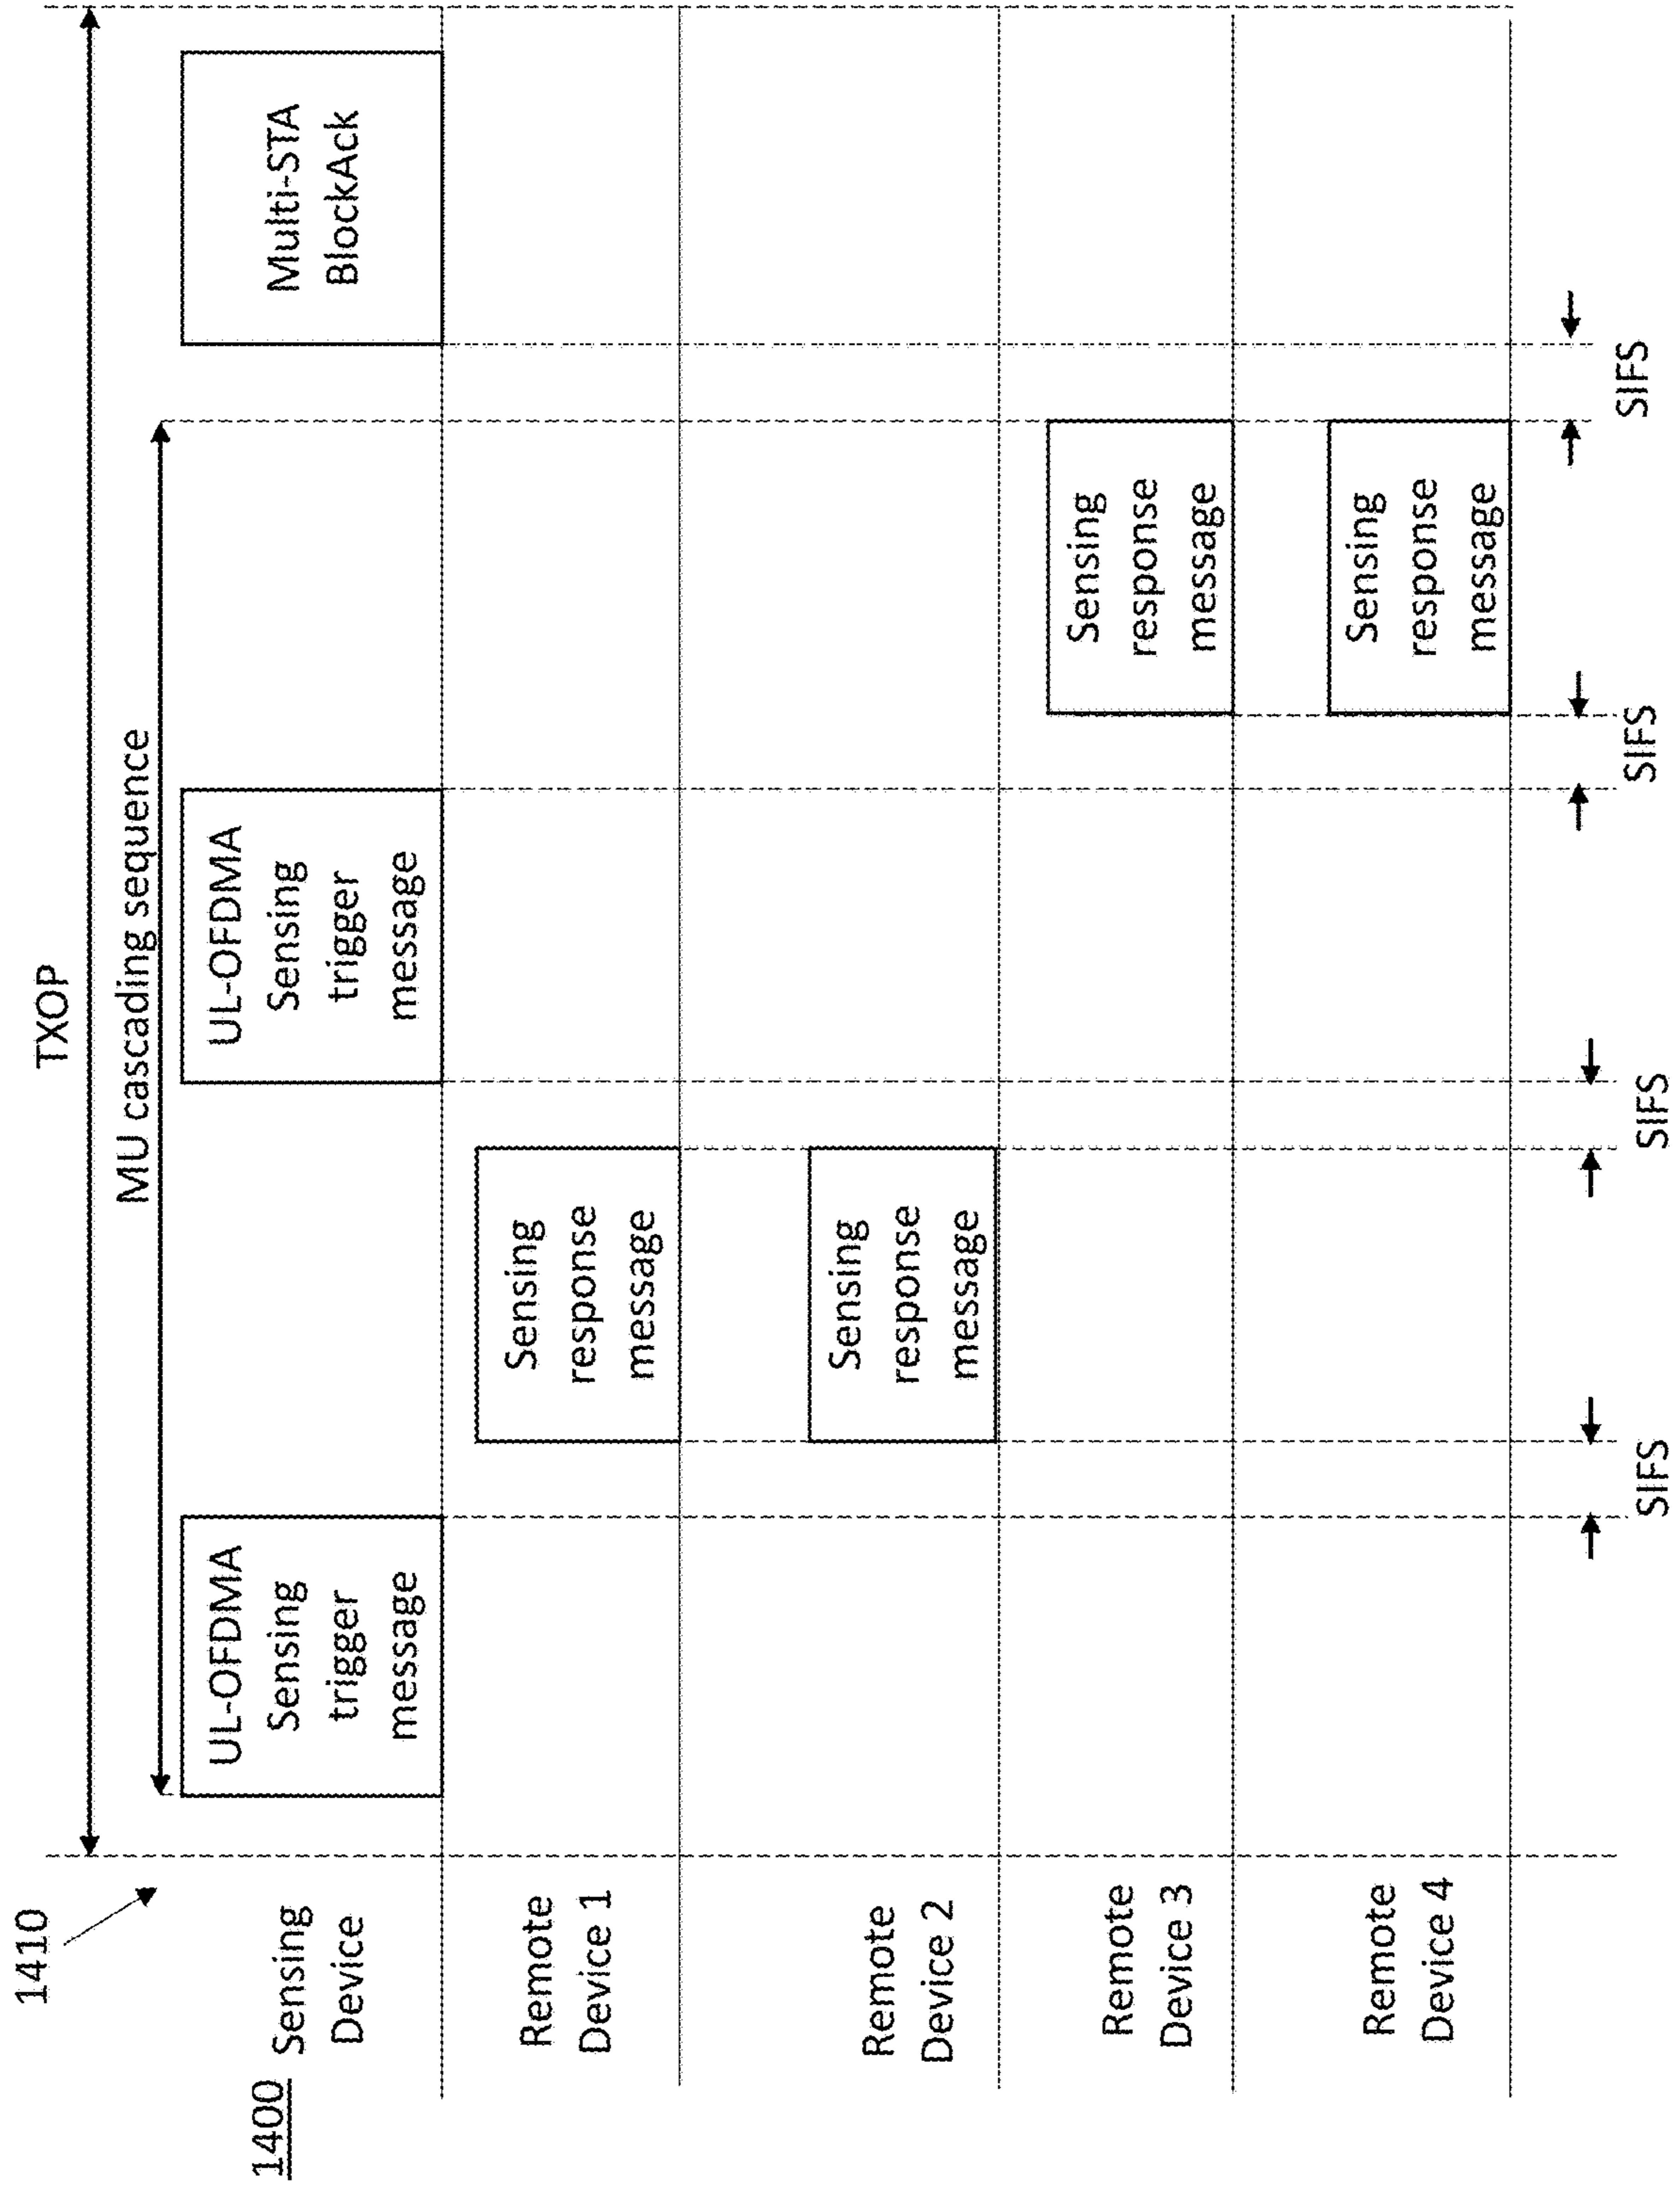 1400
1410
TXOP
MU cascading sequence
Sensing
Device
UL-OFDMA
Sensing
trigger
message
UL-OFDMA
Sensing
trigger
message
Multi-STA
BlockAck
Remote
Device 1
Sensing
response
message
Remote
Device 2
Sensing
response
message
Remote
Device 3
Sensing
response
message
Remote
Device 4
Sensing
response
message
SIFS
SIFS
SIFS
SIFS